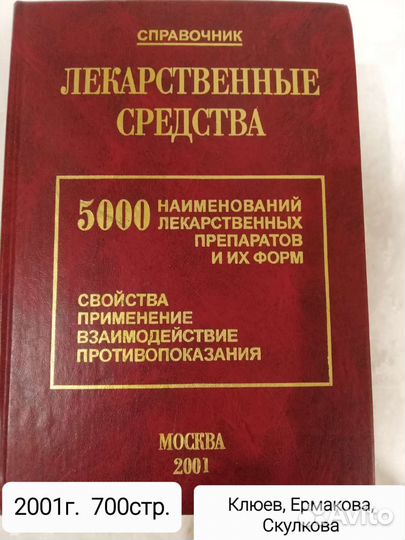 СПРАВОЧНИК
ЛЕКАРСТВЕННЫЕ
СРЕДСТВА
5000 НАИМЕНОВАНИЙ
ЛЕКАРСТВЕННЫХ
ПРЕПАРАТОВ
И ИХ ФОРМ
СВОЙСТВА
ПРИМЕНЕНИЕ
ВЗАИМОДЕЙСТВИЕ
ПРОТИВОПОКАЗАНИЯ
МОСКВА
2001
2001г. 700стр.
Клюев, Ермакова,
Скулкова
Avito